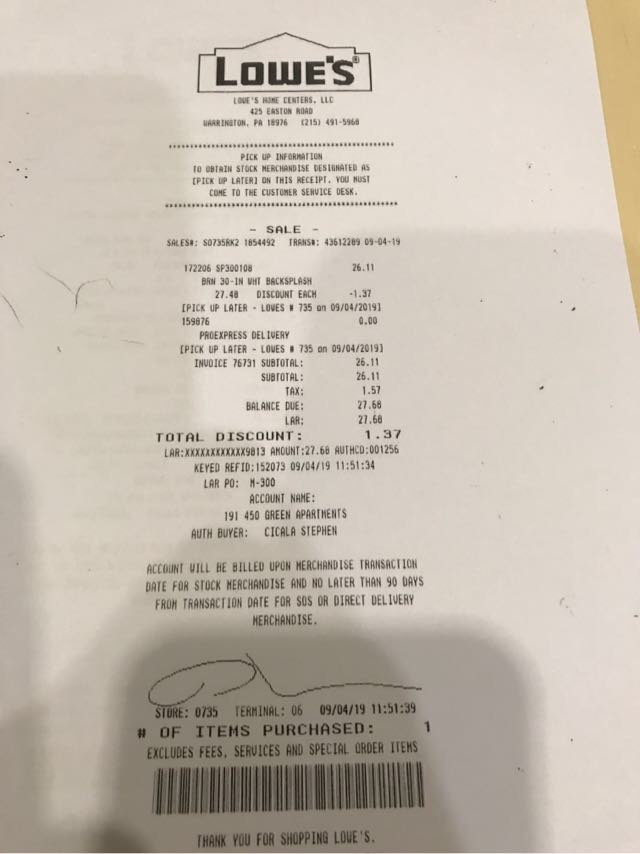 LOWE'S®
LOWE'S HOME CENTERS, LLC
425 EASTON ROAD
WARRINGTON, PA 18976 (215) 491-5968
PICK UP INFORMATION
TO OBTAIN STOCK MERCHANDISE DESIGNATED AS
[PICK UP LATER] ON THIS RECEIPT, YOU MUST
COME TO THE CUSTOMER SERVICE DESK.
- SALE -
SALES#: S0735RK2 1854492 TRANS#: 43612289 09-04-19
172206 SP300108 26.11
BRN 30-IN WHT BACKSPLASH
27.48 DISCOUNT EACH -1.37
[PICK UP LATER - LOWES # 735 on 09/04/2019]
159876 0.00
PROEXPRESS DELIVERY
[PICK UP LATER - LOWES # 735 on 09/04/2019]
INVOICE 76731 SUBTOTAL: 26.11
SUBTOTAL: 26.11
TAX: 1.57
BALANCE DUE: 27.68
LAR: 27.68
TOTAL DISCOUNT: 1.37
LAR:XXXXXXXXXXXX9813 AMOUNT:27.68 AUTHCD:001256
KEYED REFID:152073 09/04/19 11:51:34
LAR PO: M-300
ACCOUNT NAME:
191 450 GREEN APARTMENTS
AUTH BUYER: CICALA STEPHEN
ACCOUNT WILL BE BILLED UPON MERCHANDISE TRANSACTION
DATE FOR STOCK MERCHANDISE AND NO LATER THAN 90 DAYS
FROM TRANSACTION DATE FOR SOS OR DIRECT DELIVERY
MERCHANDISE.
STORE: 0735 TERMINAL: 06 09/04/19 11:51:39
# OF ITEMS PURCHASED: 1
EXCLUDES FEES, SERVICES AND SPECIAL ORDER ITEMS
THANK YOU FOR SHOPPING LOWE'S.